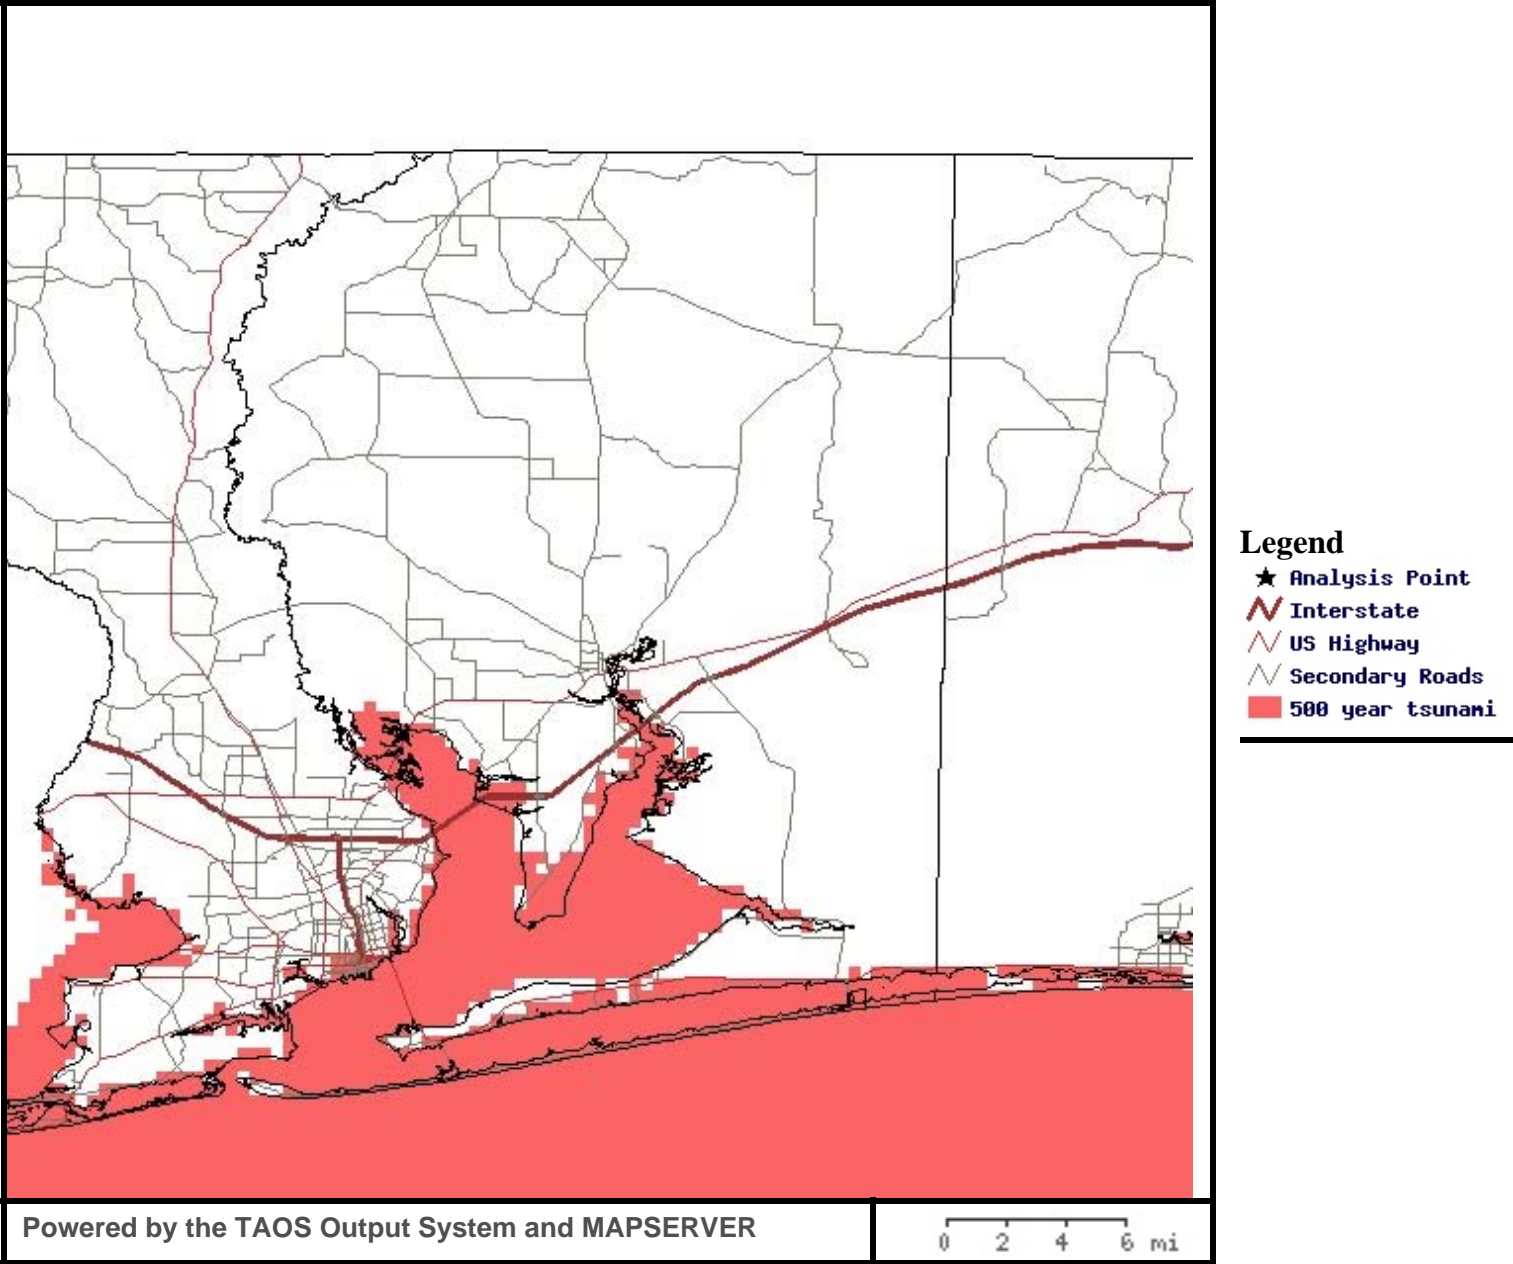 Legend
Analysis Point
Interstate
US Highway
Secondary Roads
500 year tsunami
Powered by the TAOS Output System and MAPSERVER
0 2 4 6 mi